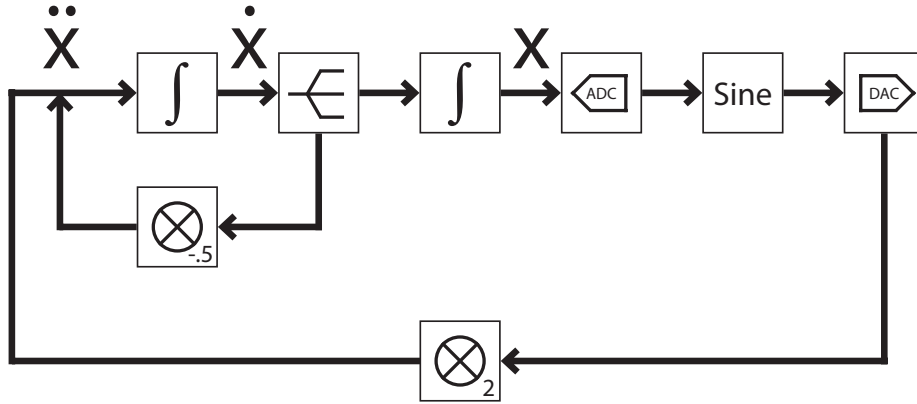 Ẍ Ẋ X
∫ ∫ ADC Sine DAC
-.5
2